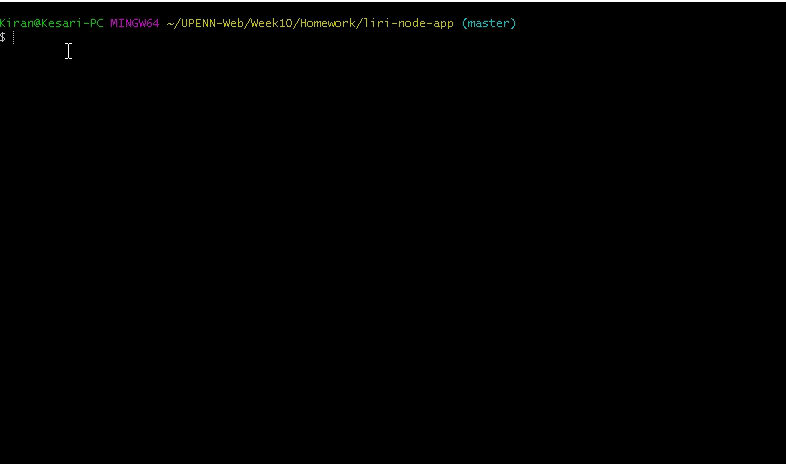 Kiran@Kesari-PC MINGW64 ~/UPENN-Web/Week10/Homework/liri-node-app (master)
$